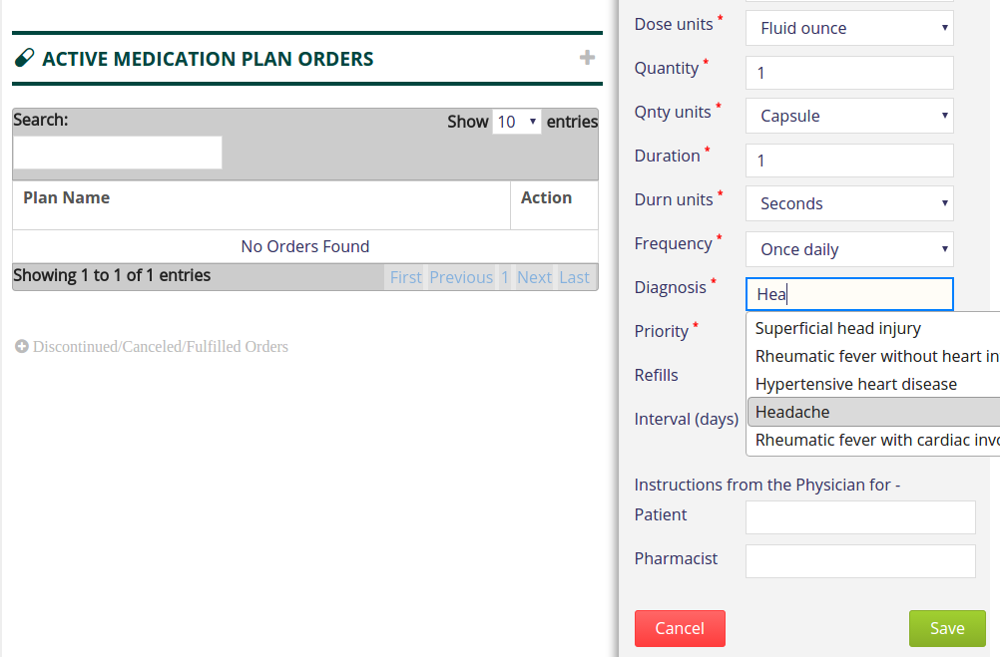 ACTIVE MEDICATION PLAN ORDERS
Search:
Show 10 entries
Plan Name Action
No Orders Found
Showing 1 to 1 of 1 entries
First Previous 1 Next Last
Discontinued/Canceled/Fulfilled Orders
Dose units * Fluid ounce
Quantity * 1
Qnty units * Capsule
Duration * 1
Durn units * Seconds
Frequency * Once daily
Diagnosis * Hea
Priority *
Refills
Interval (days)
Superficial head injury
Rheumatic fever without heart in
Hypertensive heart disease
Headache
Rheumatic fever with cardiac invo
Instructions from the Physician for -
Patient
Pharmacist
Cancel Save